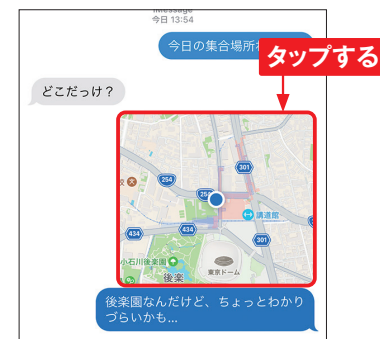 iMessage
今日 13:54
今日の集合場所
タップする
どこだっけ？
301
254
254
講道館
434
434
301
小石川後楽園
東京ドーム
後楽
後楽園なんだけど、ちょっとわかり
づらいかも...